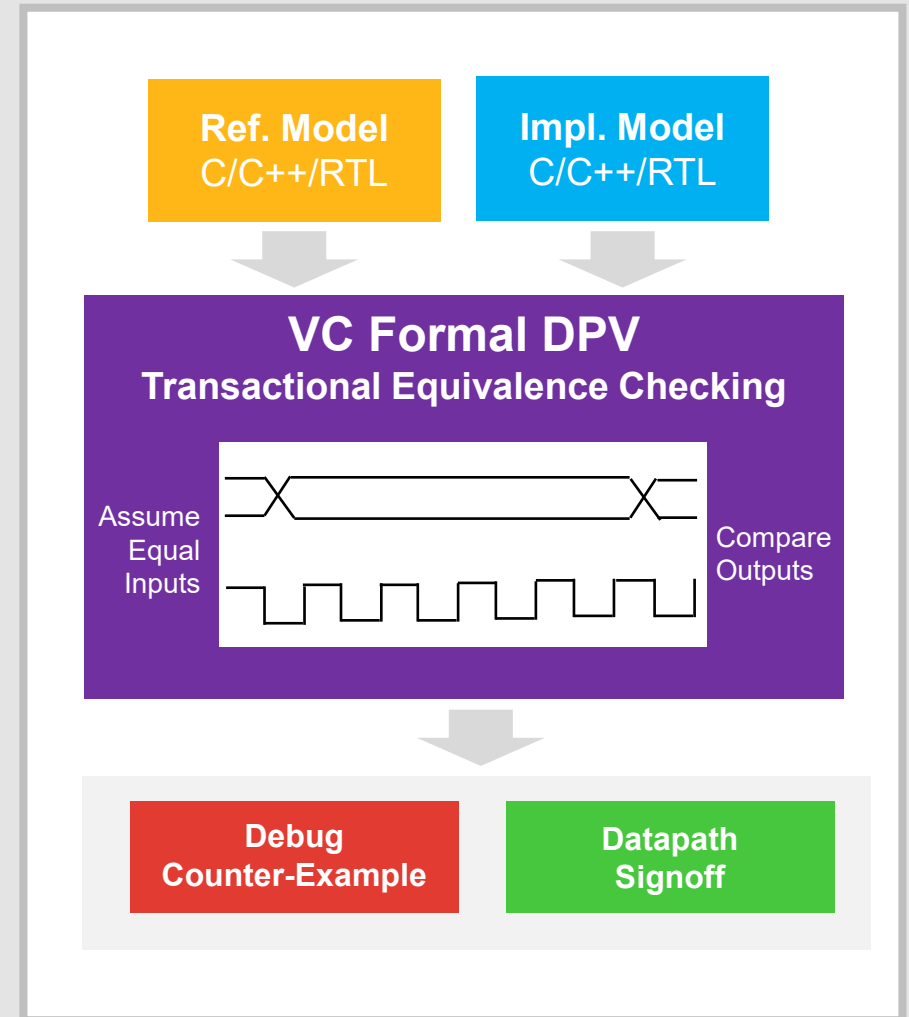 Ref. Model
C/C++/RTL
Impl. Model
C/C++/RTL
VC Formal DPV
Transactional Equivalence Checking
Assume
Equal
Inputs
Compare
Outputs
Debug
Counter-Example
Datapath
Signoff